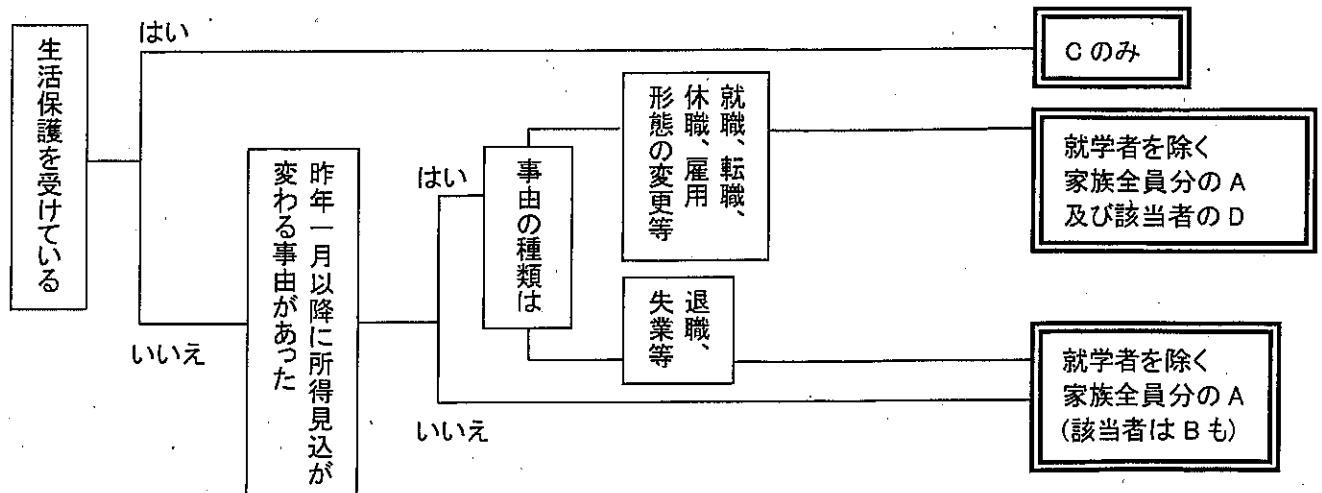 生活保護を受けている
はい
いいえ
Cのみ
昨年一月以降に所得見込が
変わる事由があった
はい
いいえ
事由の種類は
就職、転職、
休職、雇用
形態の変更等
退職、
失業等
就学者を除く
家族全員分のA
及び該当者のD
就学者を除く
家族全員分のA
(該当者はBも)